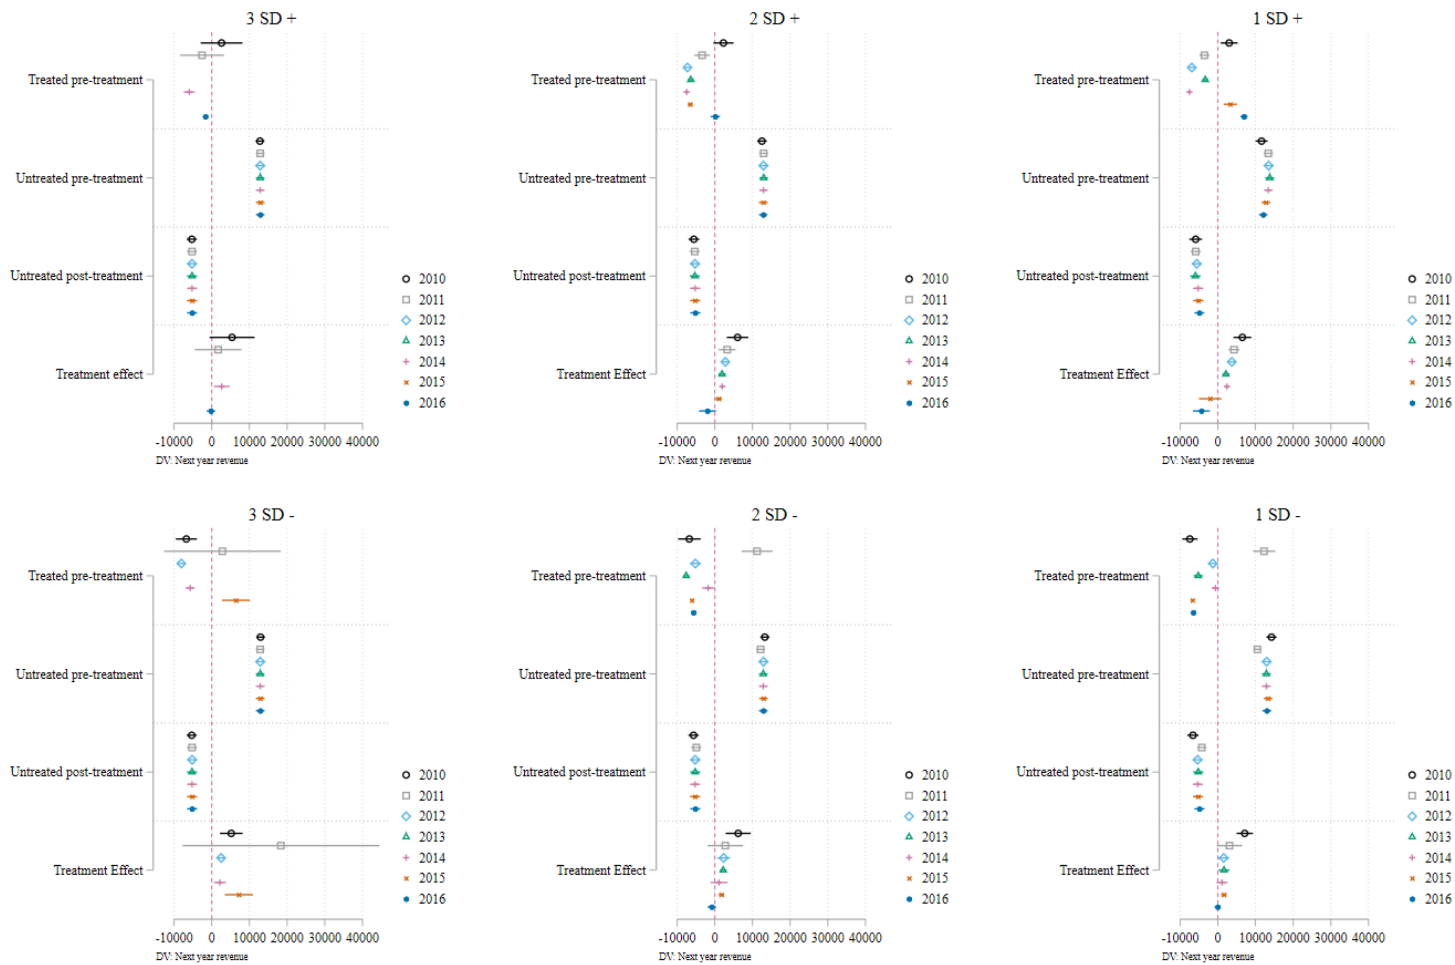 3 SD +
Treated pre-treatment
Untreated pre-treatment
Untreated post-treatment
Treatment effect
2010
2011
2012
2013
2014
2015
2016
-10000 0 10000 20000 30000 40000
DV: Next year revenue
2 SD +
Treated pre-treatment
Untreated pre-treatment
Untreated post-treatment
Treatment Effect
2010
2011
2012
2013
2014
2015
2016
-10000 0 10000 20000 30000 40000
DV: Next year revenue
1 SD +
Treated pre-treatment
Untreated pre-treatment
Untreated post-treatment
Treatment Effect
2010
2011
2012
2013
2014
2015
2016
-10000 0 10000 20000 30000 40000
DV: Next year revenue
3 SD -
Treated pre-treatment
Untreated pre-treatment
Untreated post-treatment
Treatment Effect
2010
2011
2012
2013
2014
2015
2016
-10000 0 10000 20000 30000 40000
DV: Next year revenue
2 SD -
Treated pre-treatment
Untreated pre-treatment
Untreated post-treatment
Treatment Effect
2010
2011
2012
2013
2014
2015
2016
-10000 0 10000 20000 30000 40000
DV: Next year revenue
1 SD -
Treated pre-treatment
Untreated pre-treatment
Untreated post-treatment
Treatment Effect
2010
2011
2012
2013
2014
2015
2016
-10000 0 10000 20000 30000 40000
DV: Next year revenue